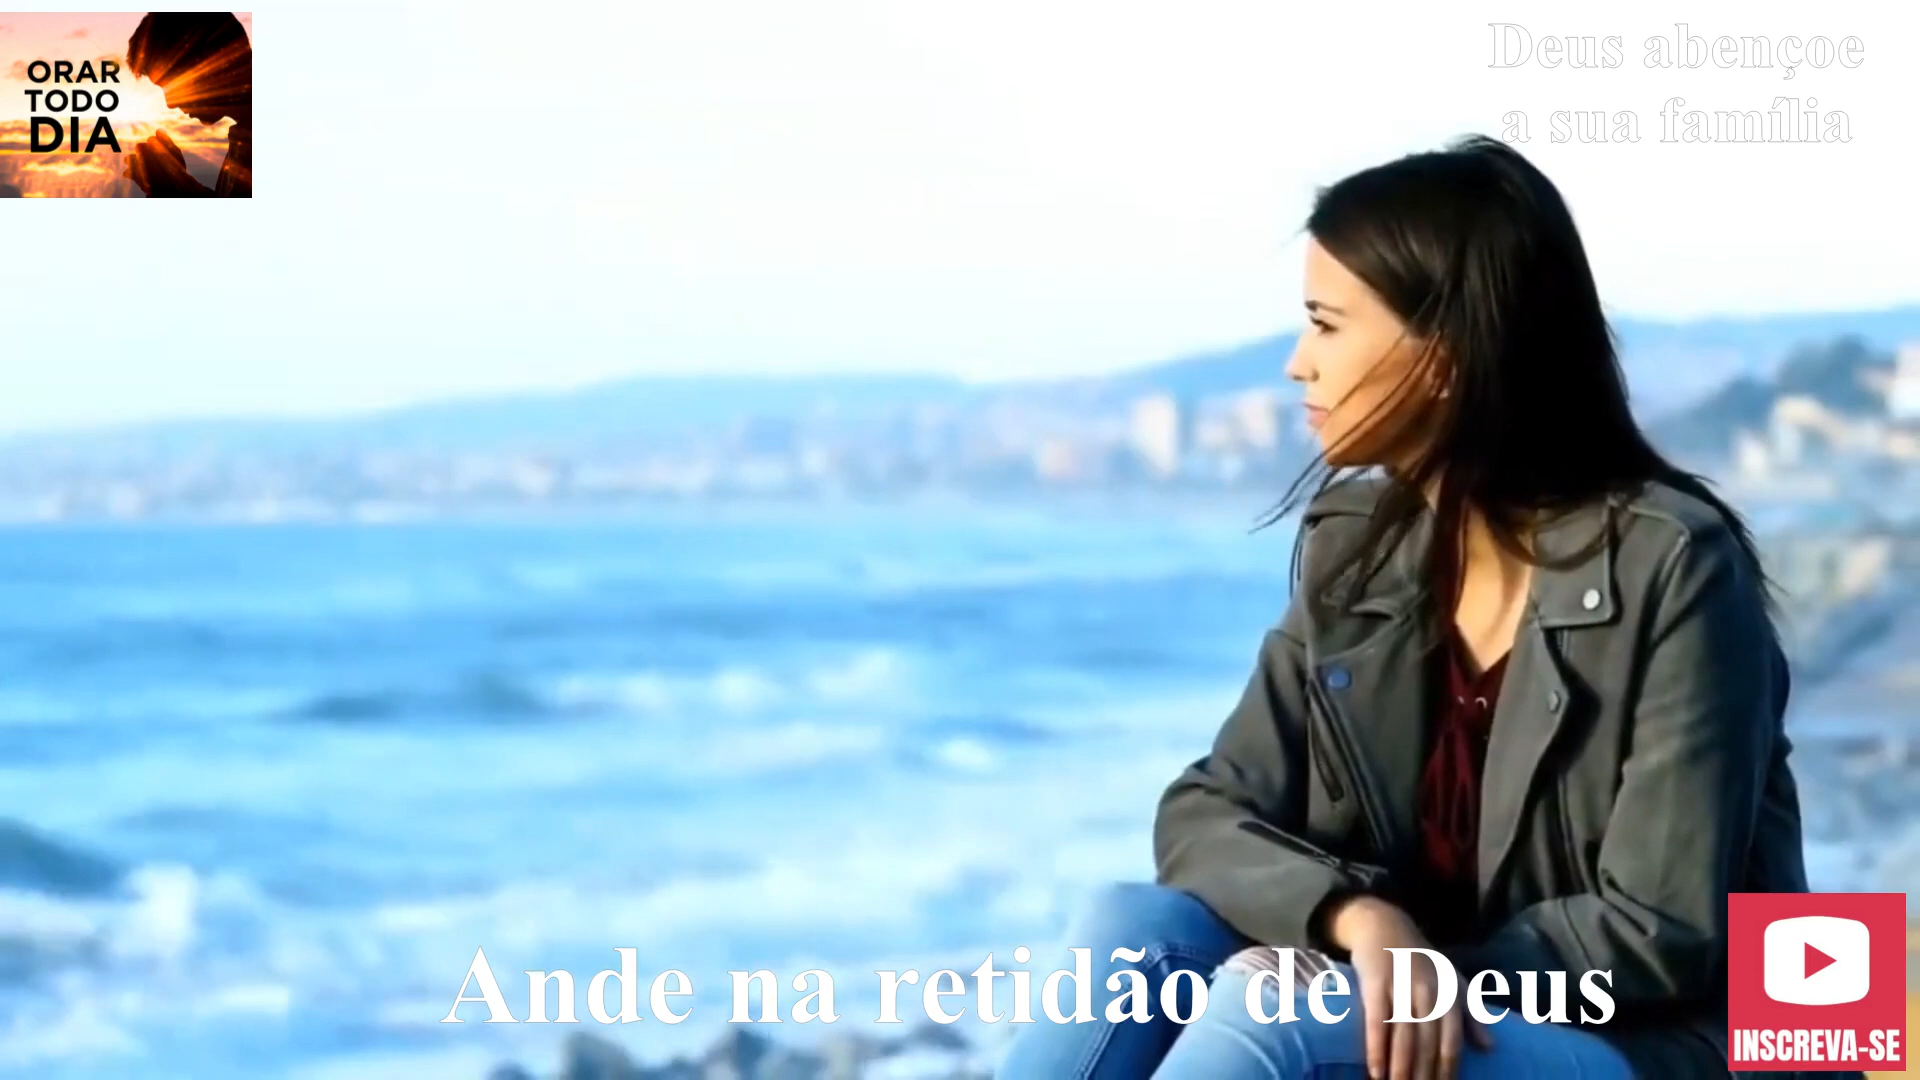 ORAR
TODO
DIA
Deus abençoe
a sua família
Ande na retidão de Deus
INSCREVA-SE